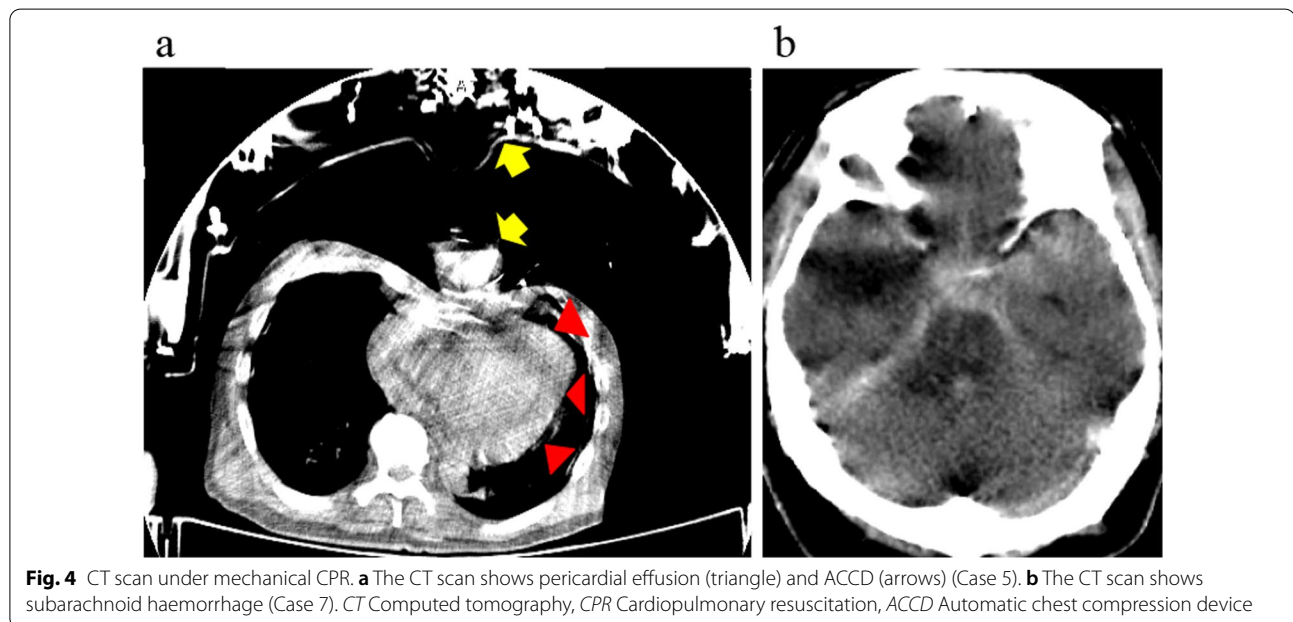 a
b
A
Fig. 4 CT scan under mechanical CPR. a The CT scan shows pericardial effusion (triangle) and ACCD (arrows) (Case 5). b The CT scan shows
subarachnoid haemorrhage (Case 7). CT Computed tomography, CPR Cardiopulmonary resuscitation, ACCD Automatic chest compression device